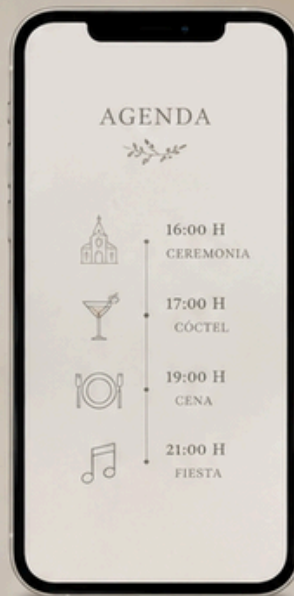 AGENDA
16:00 H
CEREMONIA
17:00 H
CÓCTEL
19:00 H
CENA
21:00 H
FIESTA